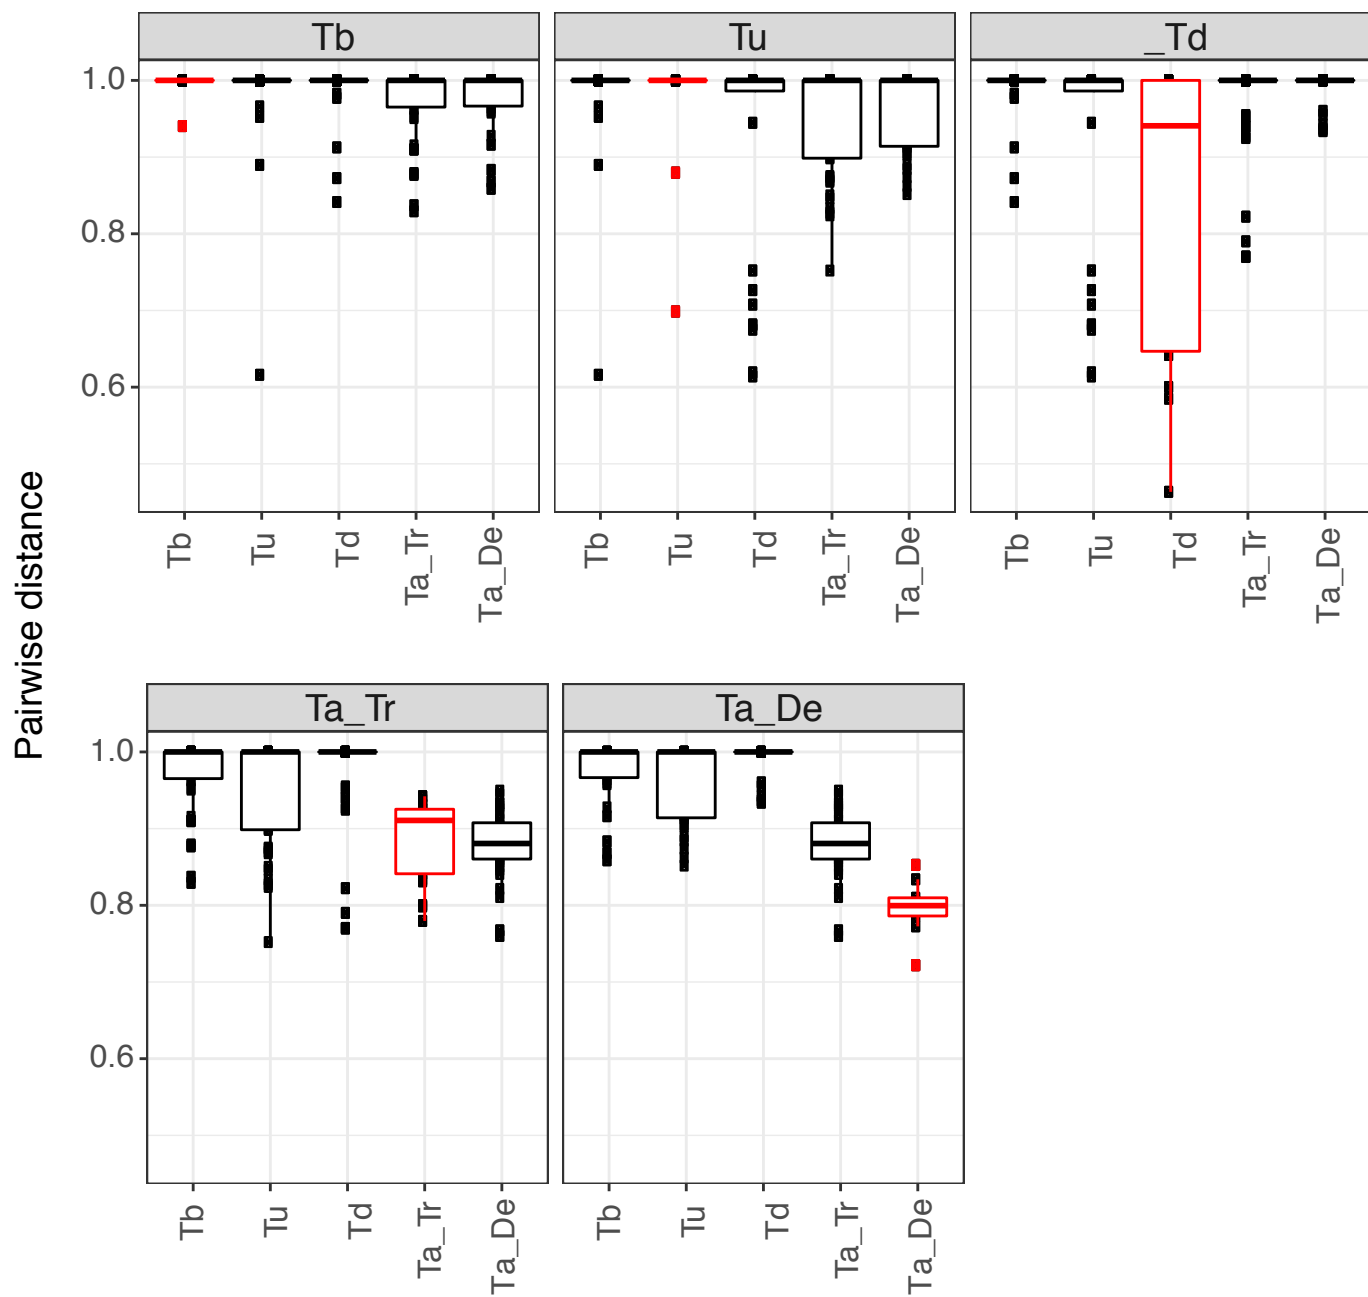 Tb Tu _Td
1.0
0.8
0.6
Tb Tu Td Ta_Tr Ta_De Tb Tu Td Ta_Tr Ta_De Tb Tu Td Ta_Tr Ta_De
Pairwise distance
Ta_Tr Ta_De
1.0
0.8
0.6
Tb Tu Td Ta_Tr Ta_De Tb Tu Td Ta_Tr Ta_De